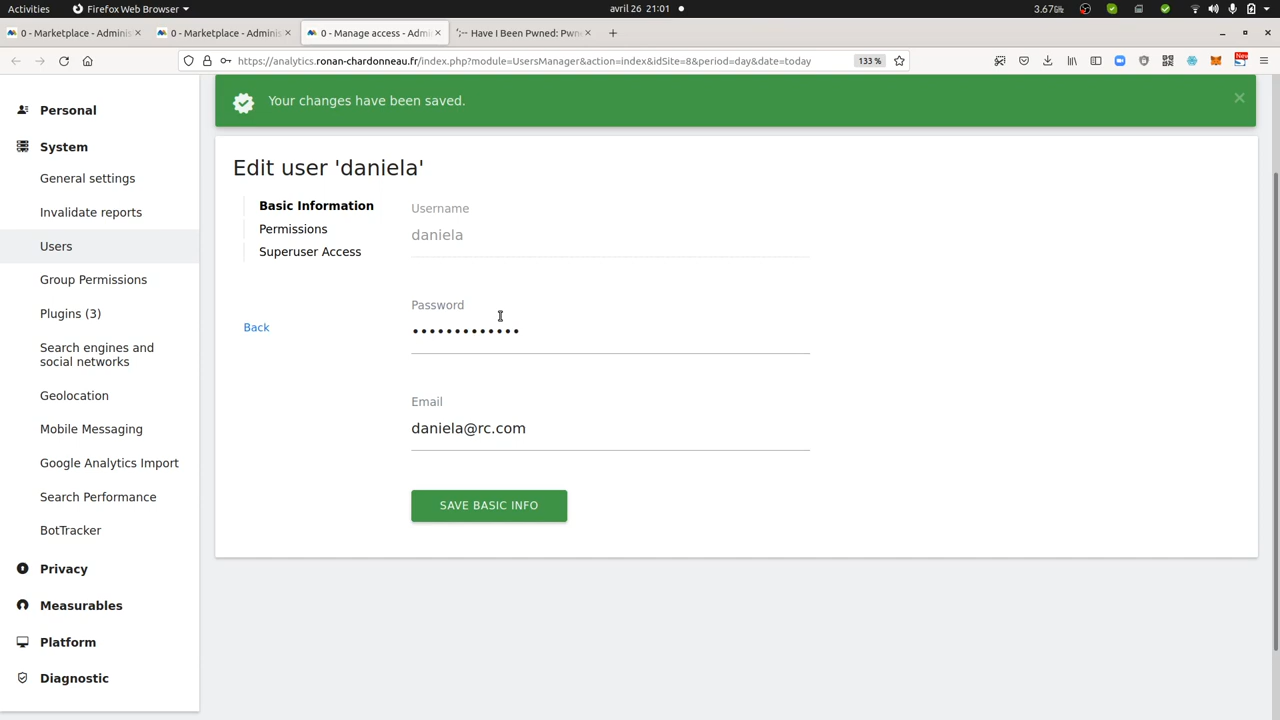 Activities
Firefox Web Browser
avril 26 21:01
3.67%
0 - Marketplace - Adminis
0 - Marketplace - Adminis
0 - Manage access - Admi
Have I Been Pwned: Pwn
https://analytics.ronan-chardonneau.fr/index.php?module=UsersManager&action=index&idSite=8&period=day&date=today
133 %
New
Personal
System
General settings
Invalidate reports
Users
Group Permissions
Plugins (3)
Search engines and
social networks
Geolocation
Mobile Messaging
Google Analytics Import
Search Performance
BotTracker
Privacy
Measurables
Platform
Diagnostic
Your changes have been saved.
Edit user 'daniela'
Basic Information
Permissions
Superuser Access
Back
Username
daniela
Password
•••••••••••••
Email
daniela@rc.com
SAVE BASIC INFO